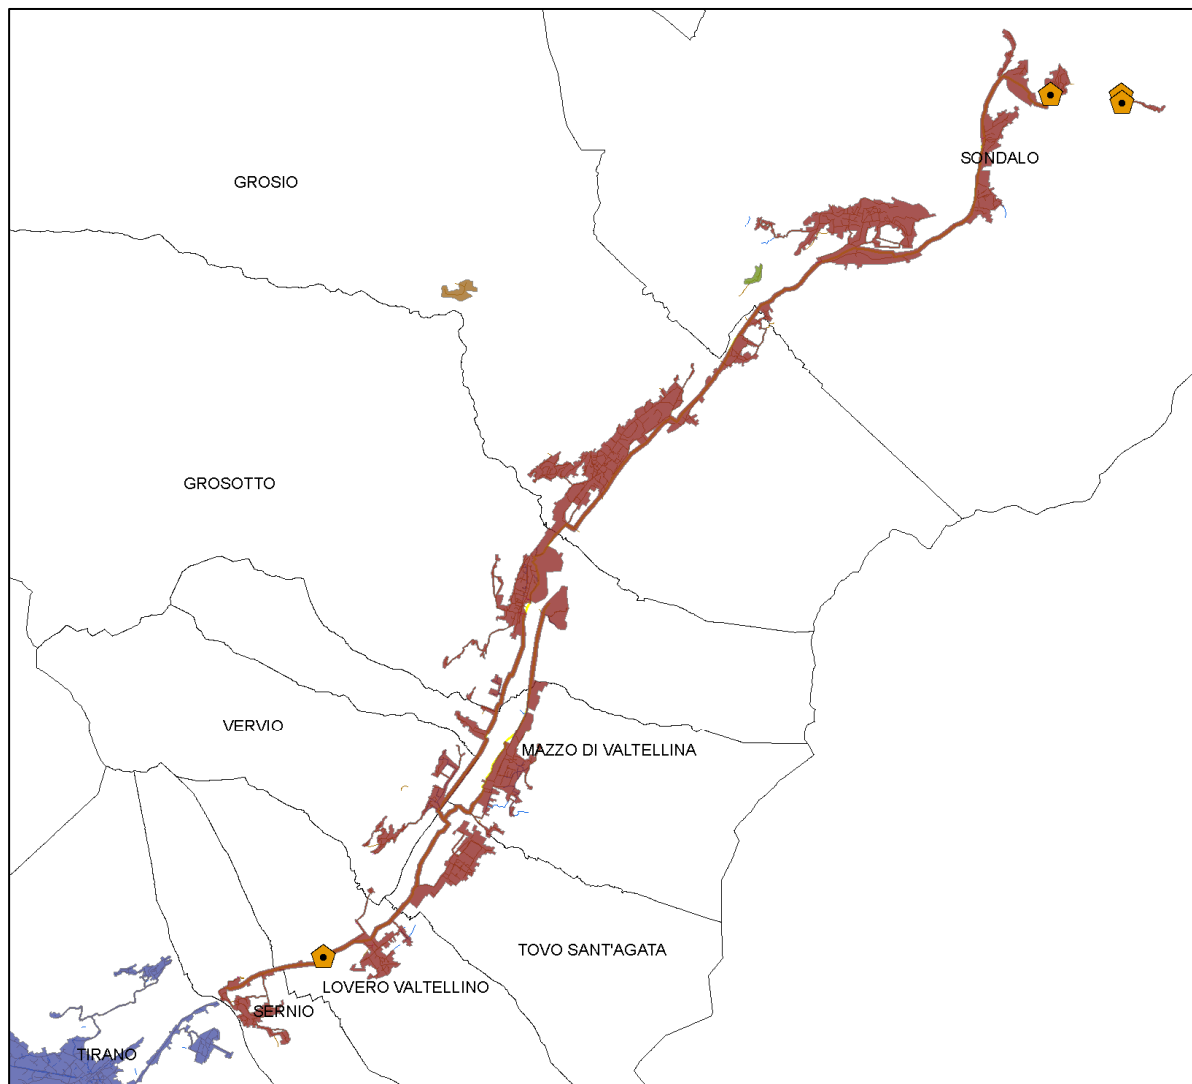 SONDALO
GROSIO
GROSOTTO
VERVIO
MAZZO DI VALTELLINA
TOVO SANT'AGATA
LOVERO VALTELLINO
SERNIO
TIRANO